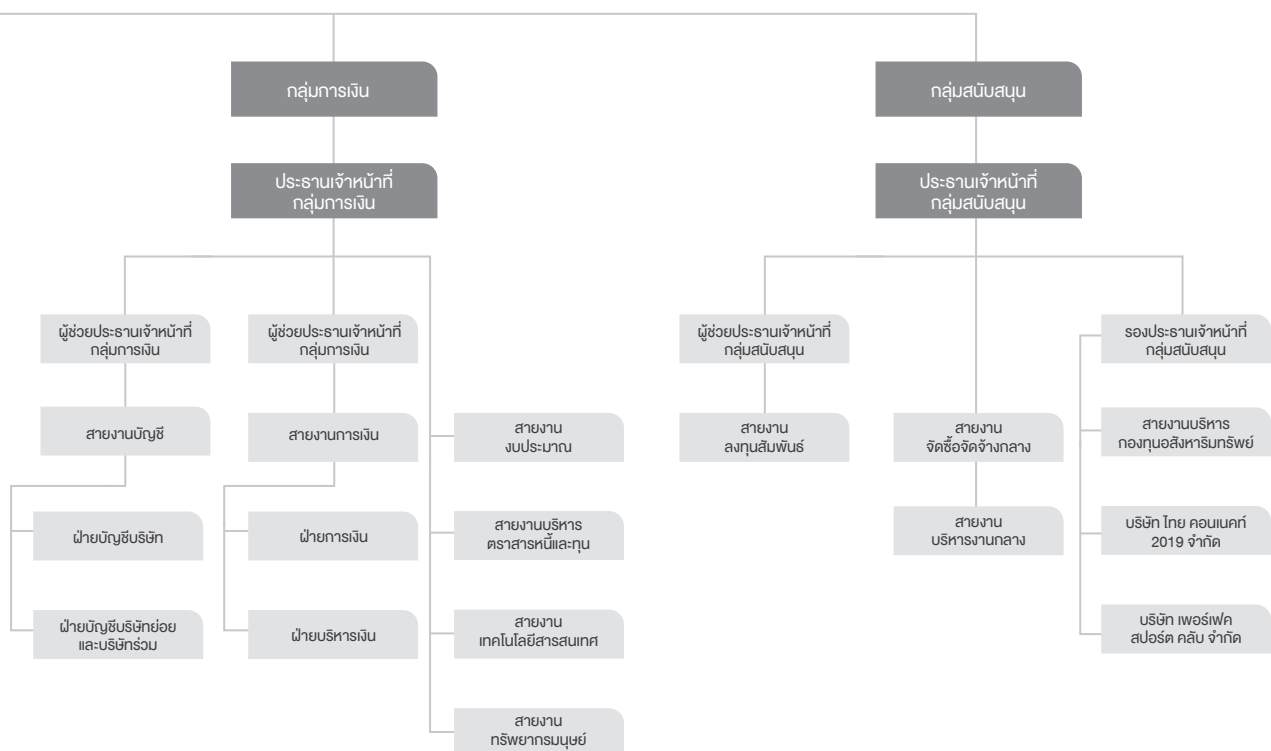 กลุ่มการเงิน
ประธานเจ้าหน้าที่
กลุ่มการเงิน
ผู้ช่วยประธานเจ้าหน้าที่
กลุ่มการเงิน
สายงานบัญชี
ฝ่ายบัญชีบริษัท
ฝ่ายบัญชีบริษัทย่อย
และบริษัทร่วม
ผู้ช่วยประธานเจ้าหน้าที่
กลุ่มการเงิน
สายงานการเงิน
ฝ่ายการเงิน
ฝ่ายบริหารเงิน
สายงาน
งบประมาณ
สายงานบริหาร
ตราสารหนี้และทุน
สายงาน
เทคโนโลยีสารสนเทศ
สายงาน
ทรัพยากรมนุษย์
กลุ่มสนับสนุน
ประธานเจ้าหน้าที่
กลุ่มสนับสนุน
ผู้ช่วยประธานเจ้าหน้าที่
กลุ่มสนับสนุน
สายงาน
ลงทุนสัมพันธ์
สายงาน
จัดซื้อจัดจ้างกลาง
สายงาน
บริหารงานกลาง
รองประธานเจ้าหน้าที่
กลุ่มสนับสนุน
สายงานบริหาร
กองทุนอสังหาริมทรัพย์
บริษัท ไทย คอนเนคท์
2019 จำกัด
บริษัท เพอร์เฟค
สปอร์ต คลับ จำกัด